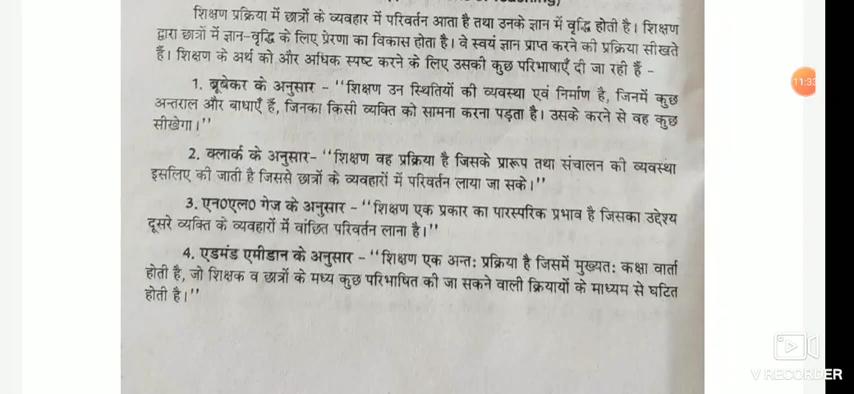 शिक्षण प्रक्रिया में छात्रों के व्यवहार में परिवर्तन आता है तथा उनके ज्ञान में वृद्धि होती है। शिक्षण
द्वारा छात्रों में ज्ञान-वृद्धि के लिए प्रेरणा का विकास होता है। वे स्वयं ज्ञान प्राप्त करने की प्रक्रिया सीखते
हैं। शिक्षण के अर्थ को और अधिक स्पष्ट करने के लिए उसकी कुछ परिभाषाएँ दी जा रही हैं -
1. ब्रूबेकर के अनुसार - ‘‘शिक्षण उन स्थितियों की व्यवस्था एवं निर्माण है, जिनमें कुछ
अन्तराल और बाधाएँ हैं, जिनका किसी व्यक्ति को सामना करना पड़ता है। उसके करने से वह कुछ
सीखेगा।’’
2. क्लार्क के अनुसार- ‘‘शिक्षण वह प्रक्रिया है जिसके प्रारूप तथा संचालन की व्यवस्था
इसलिए की जाती है जिससे छात्रों के व्यवहारों में परिवर्तन लाया जा सके।’’
3. एन0एल0 गेज के अनुसार - ‘‘शिक्षण एक प्रकार का पारस्परिक प्रभाव है जिसका उद्देश्य
दूसरे व्यक्ति के व्यवहारों में वांछित परिवर्तन लाना है।’’
4. एडमंड एमीडान के अनुसार - ‘‘शिक्षण एक अन्तः प्रक्रिया है जिसमें मुख्यतः कक्षा वार्ता
होती है, जो शिक्षक व छात्रों के मध्य कुछ परिभाषित की जा सकने वाली क्रियायों के माध्यम से घटित
होती है।’’
11:33
V RECORDER